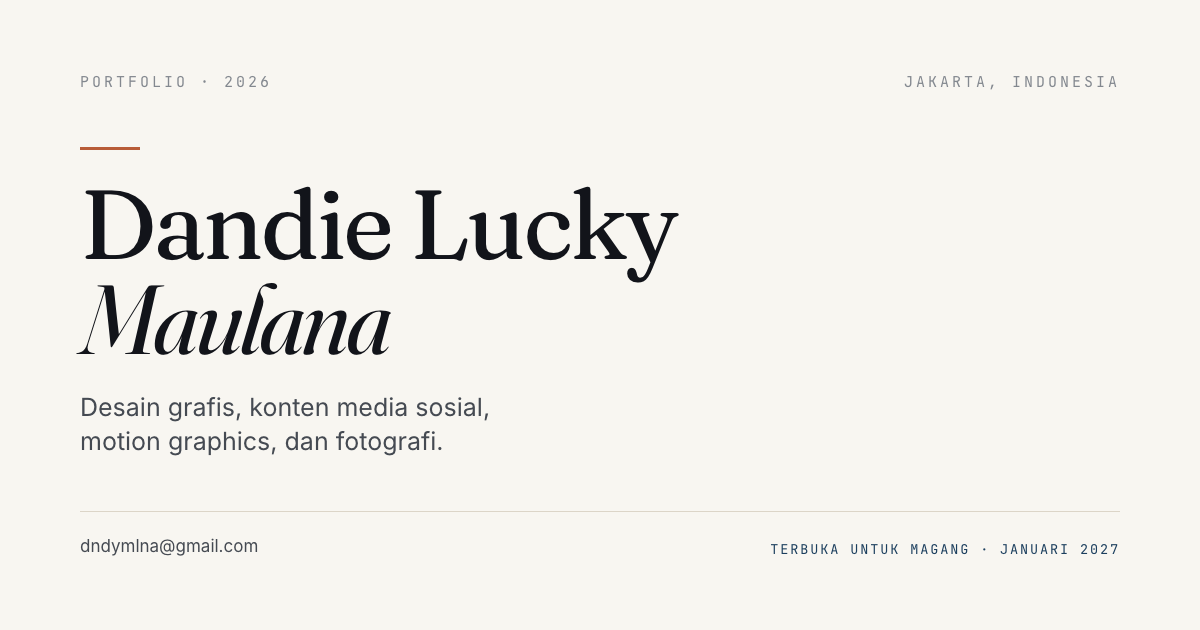 PORTFOLIO · 2026
JAKARTA, INDONESIA
Dandie Lucky
Maulana
Desain grafis, konten media sosial,
motion graphics, dan fotografi.
dndymlna@gmail.com
TERBUKA UNTUK MAGANG · JANUARI 2027